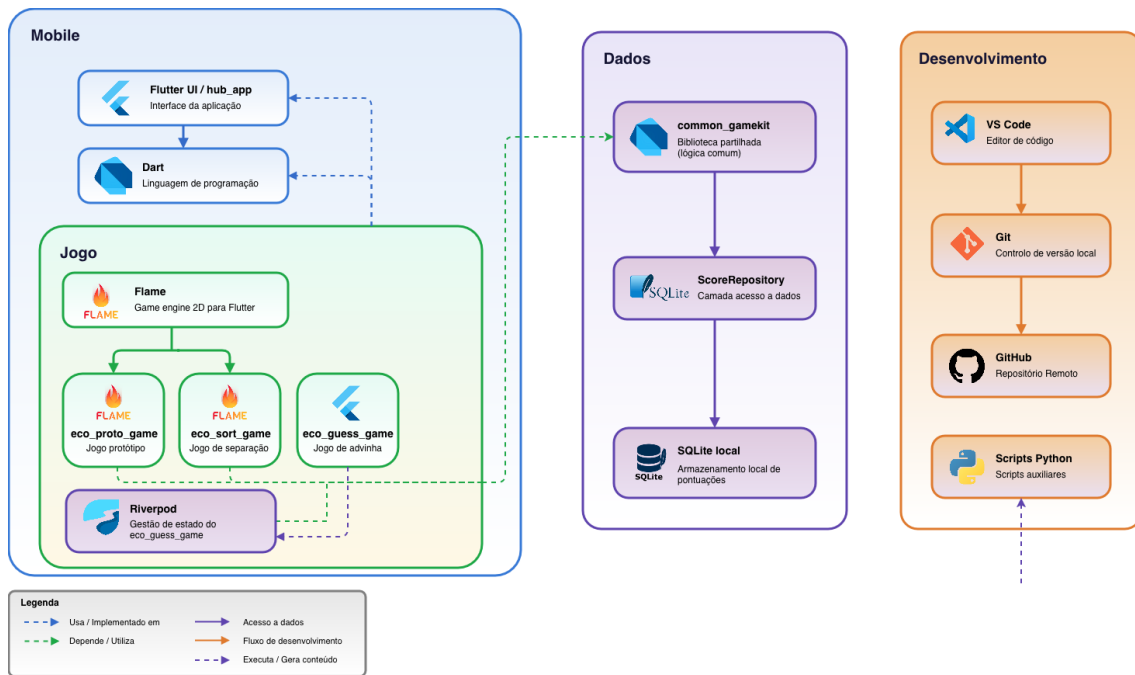 Mobile
Flutter UI / hub_app
Interface da aplicação
Dart
Linguagem de programação
Jogo
Flame
Game engine 2D para Flutter
FLAME
FLAME
eco_proto_game
Jogo protótipo
FLAME
eco_sort_game
Jogo de separação
eco_guess_game
Jogo de advinha
Riverpod
Gestão de estado do
eco_guess_game
Dados
common_gamekit
Biblioteca partilhada
(lógica comum)
ScoreRepository
Camada acesso a dados
SQLite
SQLite local
Armazenamento local de
pontuações
SQLite
Desenvolvimento
VS Code
Editor de código
Git
Controlo de versão local
GitHub
Repositório Remoto
Scripts Python
Scripts auxiliares
Legenda
Usa / Implementado em
Depende / Utiliza
Acesso a dados
Fluxo de desenvolvimento
Executa / Gera conteúdo